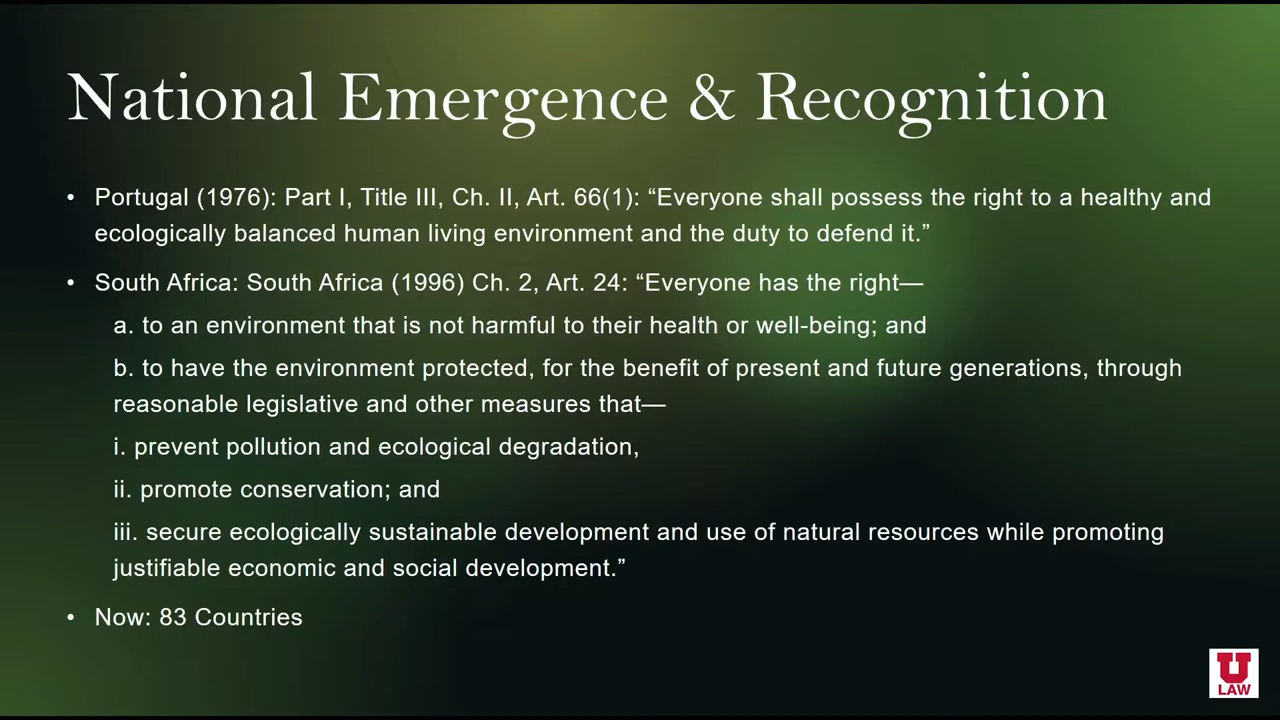 National Emergence & Recognition
• Portugal (1976): Part I, Title III, Ch. II, Art. 66(1): “Everyone shall possess the right to a healthy and
ecologically balanced human living environment and the duty to defend it.”
• South Africa: South Africa (1996) Ch. 2, Art. 24: “Everyone has the right—
a. to an environment that is not harmful to their health or well-being; and
b. to have the environment protected, for the benefit of present and future generations, through
reasonable legislative and other measures that—
i. prevent pollution and ecological degradation,
ii. promote conservation; and
iii. secure ecologically sustainable development and use of natural resources while promoting
justifiable economic and social development.”
• Now: 83 Countries
U
LAW